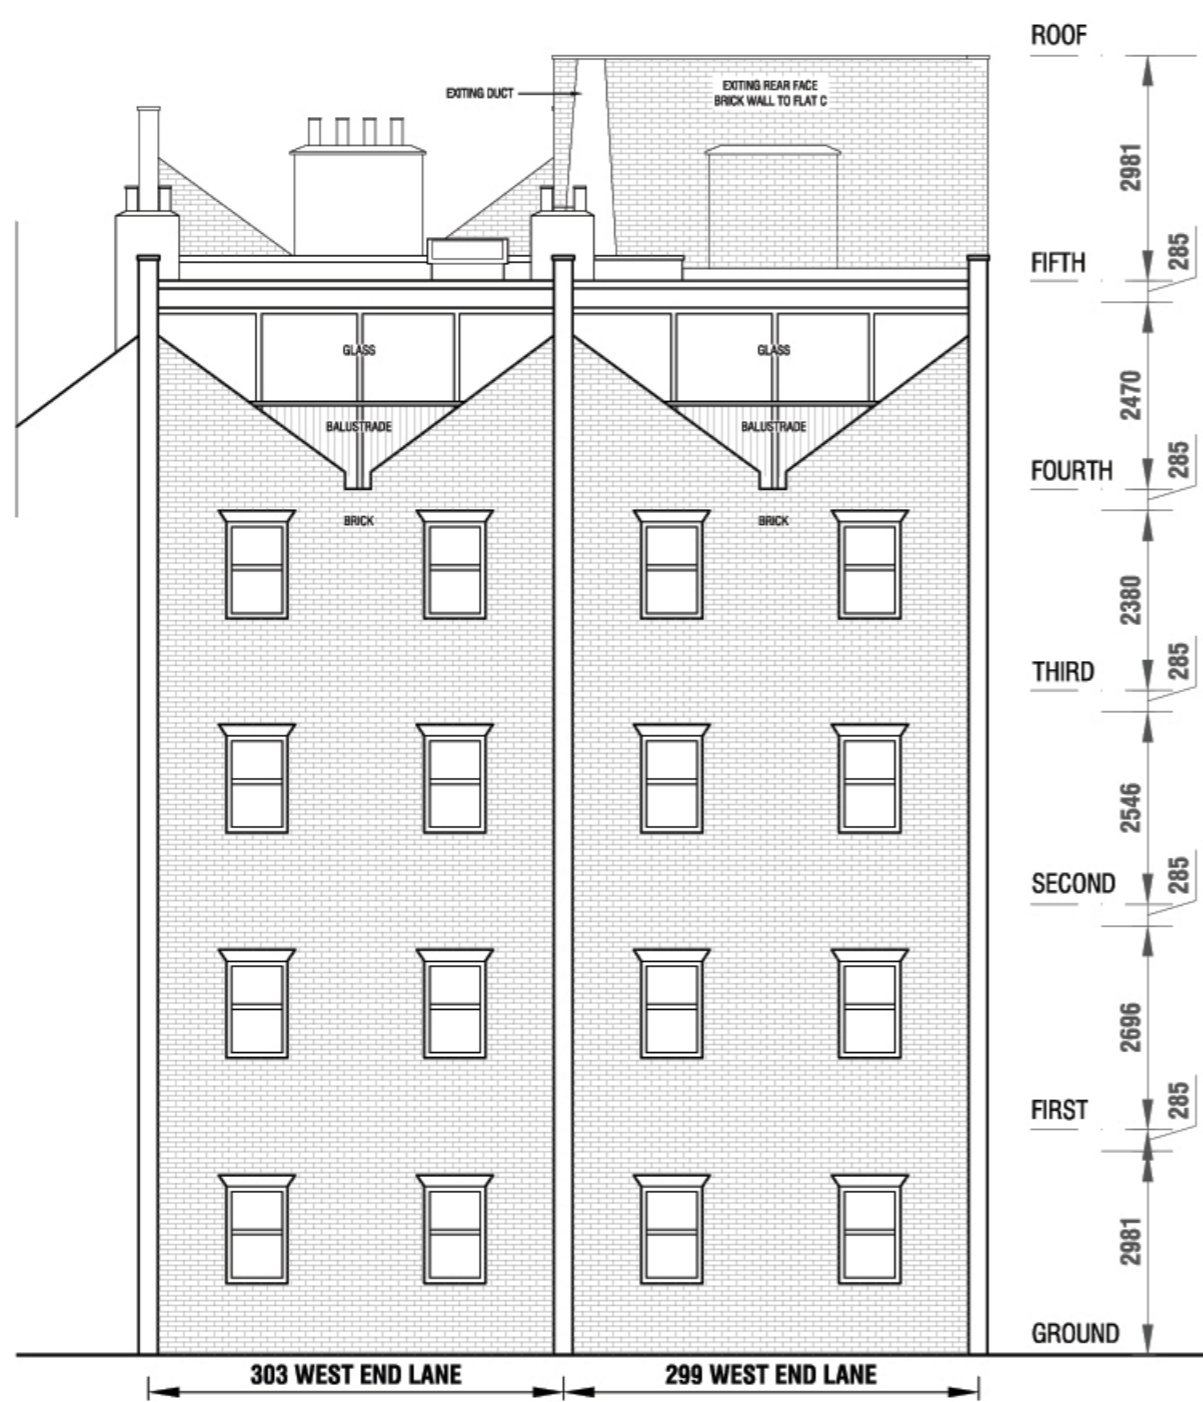 ROOF
EXITING DUCT
EXITING REAR FACE
BRICK WALL TO FLAT C
2981
FIFTH
285
GLASS
GLASS
2470
BALUSTRADE
BALUSTRADE
FOURTH
285
BRICK
BRICK
2380
THIRD
285
2546
SECOND
285
2696
FIRST
285
2981
GROUND
303 WEST END LANE
299 WEST END LANE